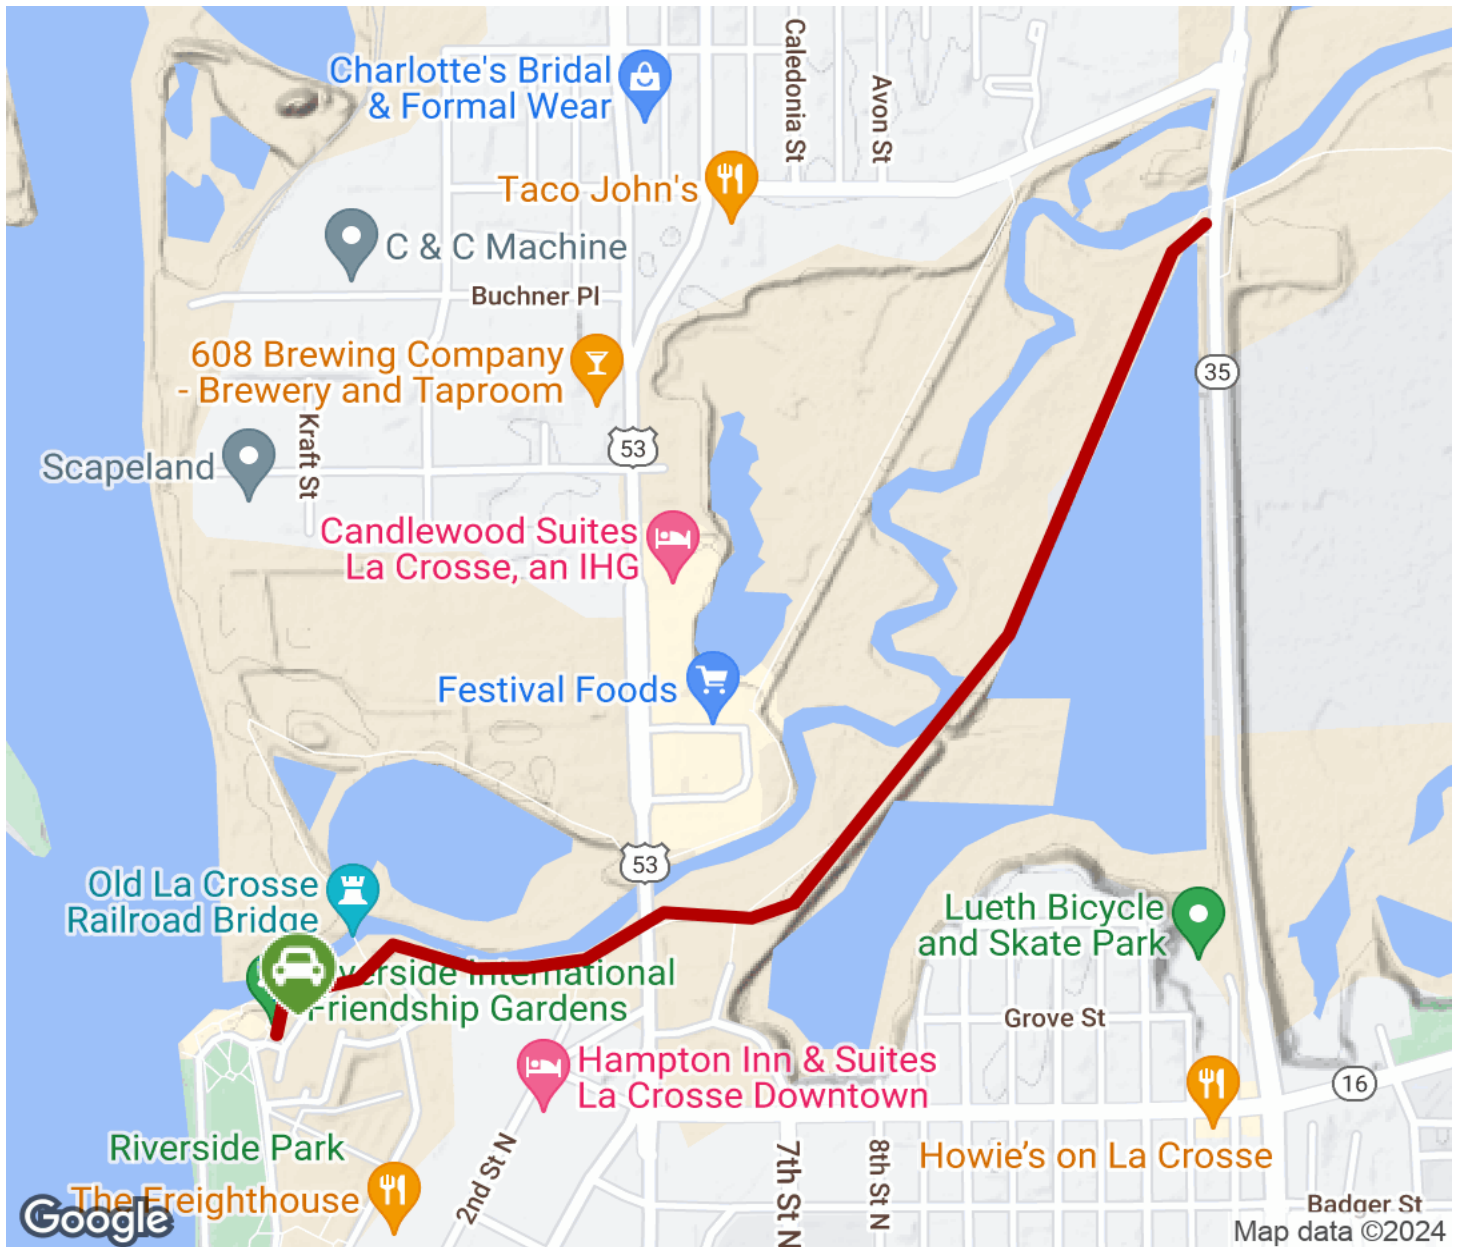 Charlotte's Bridal
& Formal Wear
Caledonia St
Avon St
Taco John's
C & C Machine
Buchner Pl
608 Brewing Company
- Brewery and Taproom
35
Kraft St
53
Scapeland
Candlewood Suites
La Crosse, an IHG
Festival Foods
53
Old La Crosse
Railroad Bridge
Lueth Bicycle
and Skate Park
International
Friendship Gardens
Grove St
Hampton Inn & Suites
La Crosse Downtown
16
Riverside Park
2nd St N
7th St N
8th St N
Howie's on La Crosse
The Freighthouse
Badger St
Google
Map data ©2024